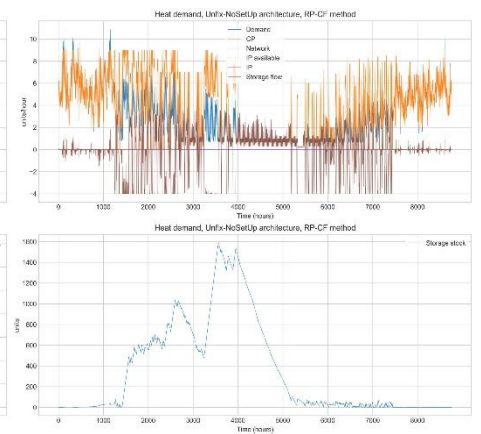 Heat demand, Unfix-NoSetUp architecture, RP-CF method
Demand
CP
Network
IP available
IP
Storage flow
units/hour
10
8
6
4
2
0
−2
−4
0 1000 2000 3000 4000 5000 6000 7000 8000
Time (hours)
Heat demand, Unfix-NoSetUp architecture, RP-CF method
Storage stock
units
1600
1400
1200
1000
800
600
400
200
0
0 1000 2000 3000 4000 5000 6000 7000 8000
Time (hours)